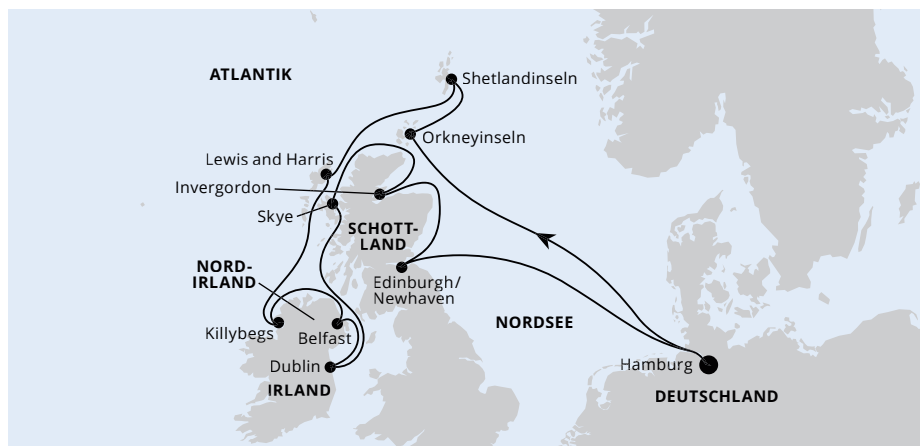 ATLANTIK
Shetlandinseln
Orkneyinseln
Lewis and Harris
Invergordon
Skye
SCHOTT-
LAND
NORD-
IRLAND
Edinburgh/
Newhaven
NORDSEE
Killybegs
Belfast
Dublin
IRLAND
Hamburg
DEUTSCHLAND